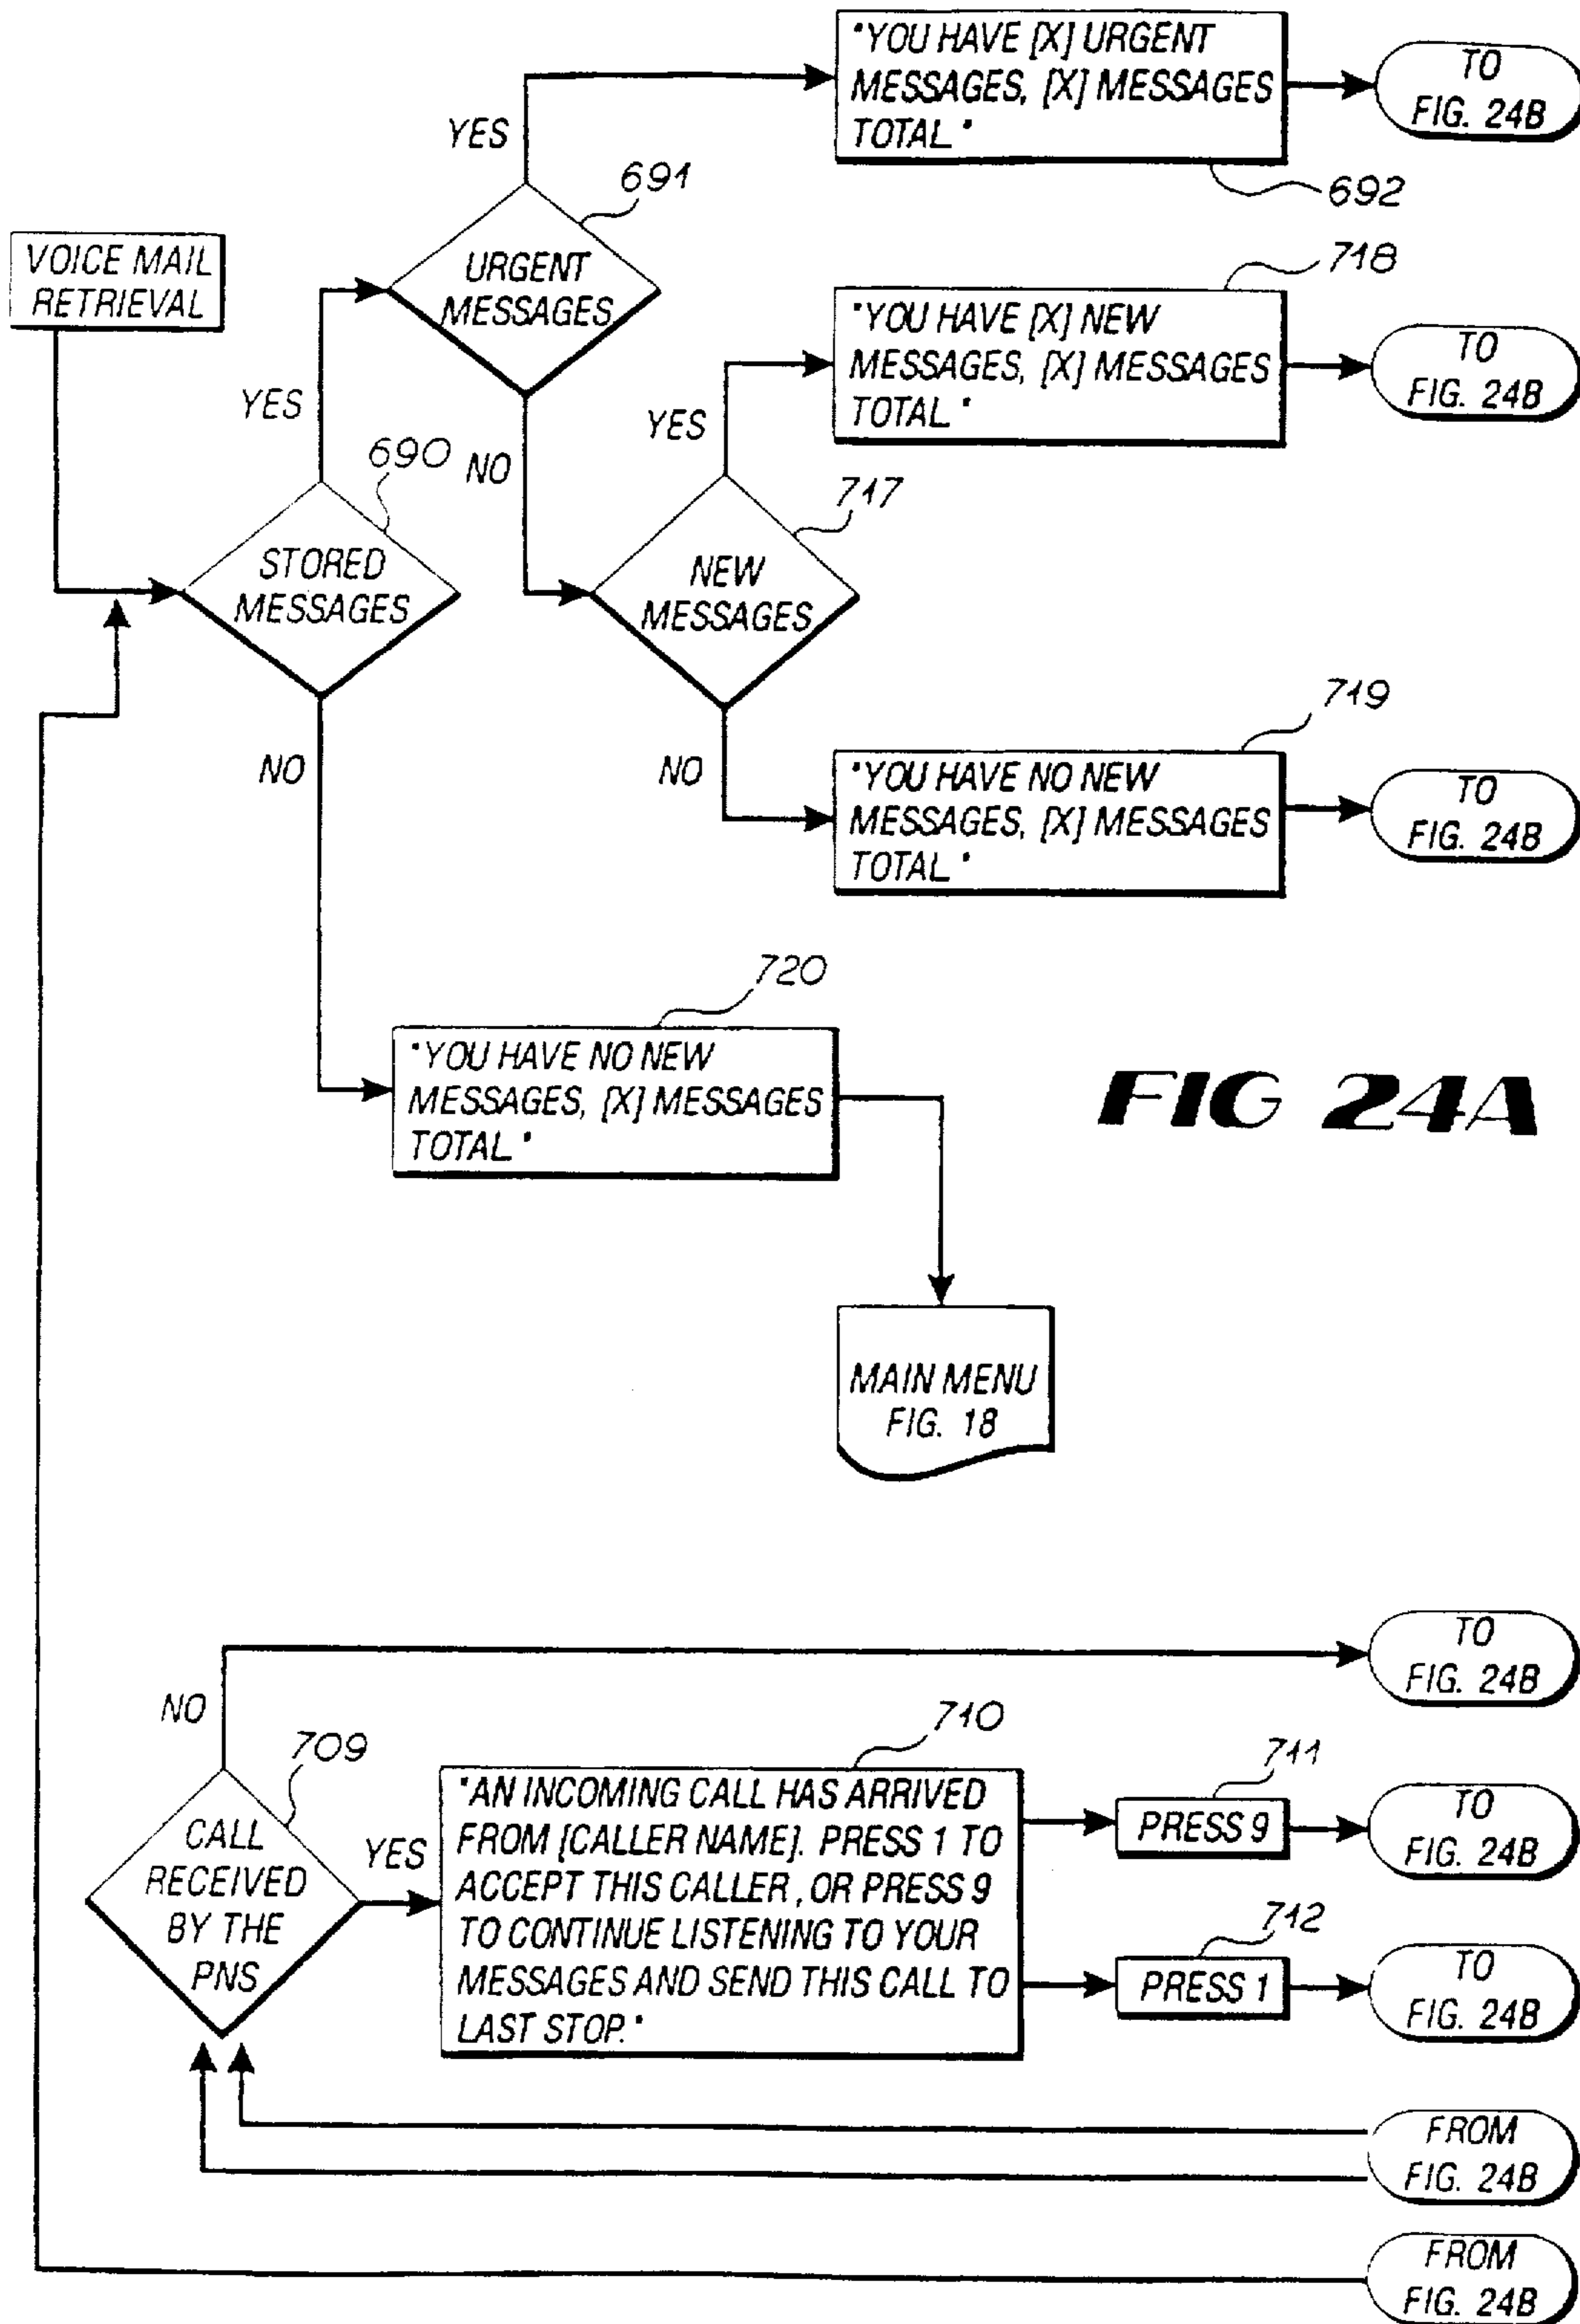 "YOU HAVE [X] URGENT
MESSAGES, [X] MESSAGES
TOTAL."
TO
FIG. 24B
YES
691
692
VOICE MAIL
RETRIEVAL
URGENT
MESSAGES
718
"YOU HAVE [X] NEW
MESSAGES, [X] MESSAGES
TOTAL."
TO
FIG. 24B
YES
YES
690
NO
717
STORED
MESSAGES
NEW
MESSAGES
719
NO
NO
"YOU HAVE NO NEW
MESSAGES, [X] MESSAGES
TOTAL."
TO
FIG. 24B
720
"YOU HAVE NO NEW
MESSAGES, [X] MESSAGES
TOTAL."
FIG 24A
MAIN MENU
FIG. 18
TO
FIG. 24B
NO
709
710
711
CALL
RECEIVED
BY THE
PNS
YES
"AN INCOMING CALL HAS ARRIVED
FROM [CALLER NAME]. PRESS 1 TO
ACCEPT THIS CALLER, OR PRESS 9
TO CONTINUE LISTENING TO YOUR
MESSAGES AND SEND THIS CALL TO
LAST STOP."
PRESS 9
TO
FIG. 24B
712
PRESS 1
TO
FIG. 24B
FROM
FIG. 24B
FROM
FIG. 24B